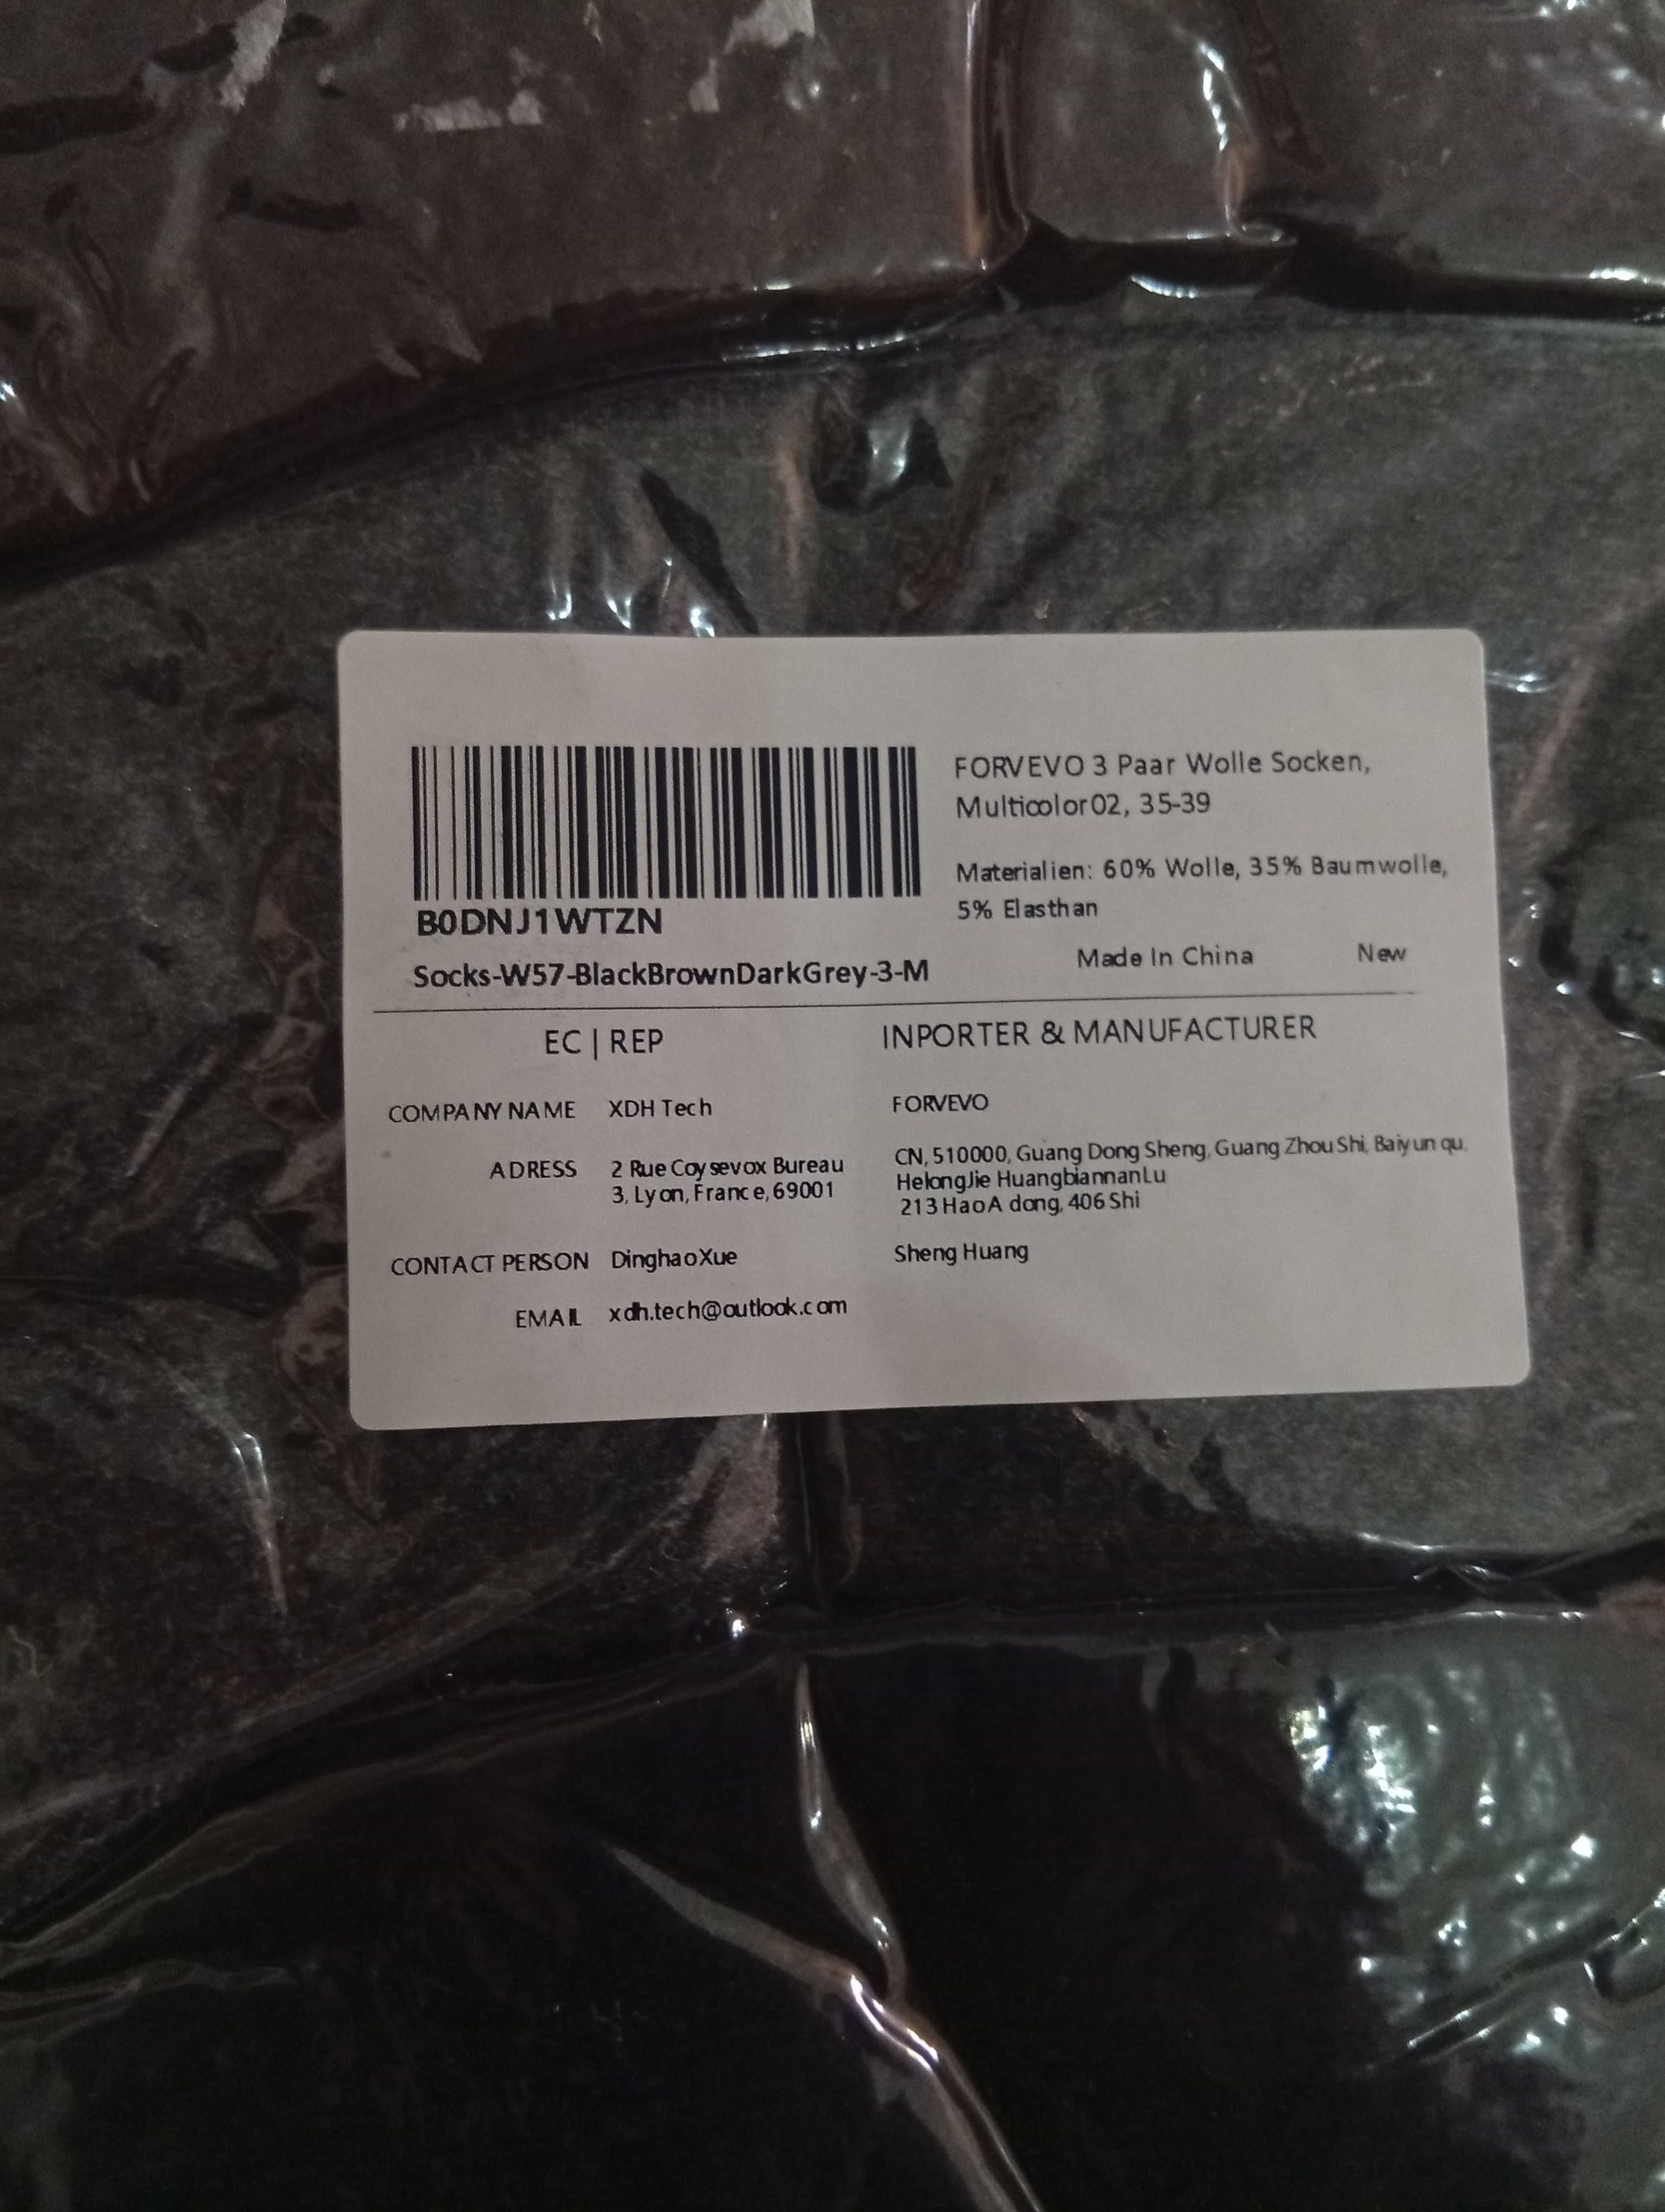 FORVEVO 3 Paar Wolle Socken,
Multicolor02, 35-39
Materialien: 60% Wolle, 35% Baumwolle,
5% Elasthan
B0DNJ1WTZN
Made In China New
Socks-W57-BlackBrownDarkGrey-3-M
EC | REP
INPORTER & MANUFACTURER
COMPANY NAME XDH Tech
FORVEVO
ADRESS 2 Rue Coysevox Bureau
3, Lyon, France, 69001
CN, 510000, Guang Dong Sheng, Guang Zhou Shi, Baiyun qu,
HelongJie HuangbiannanLu
213 HaoA dong, 406 Shi
CONTACT PERSON DinghaoXue
Sheng Huang
EMAIL xdh.tech@outlook.com